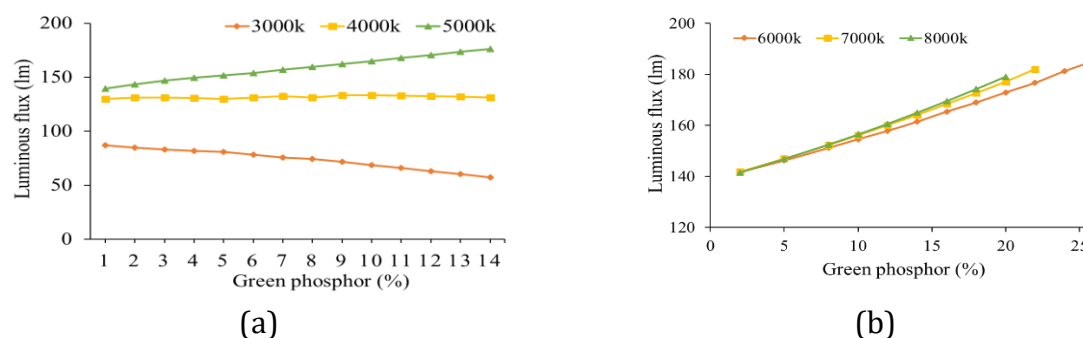 200
3000k 4000k 5000k
150
100
50
0
Luminous flux (lm)
1 2 3 4 5 6 7 8 9 10 11 12 13 14
Green phosphor (%)
(a)
200
6000k 7000k 8000k
180
160
140
120
Luminous flux (lm)
0 5 10 15 20 25
Green phosphor (%)
(b)